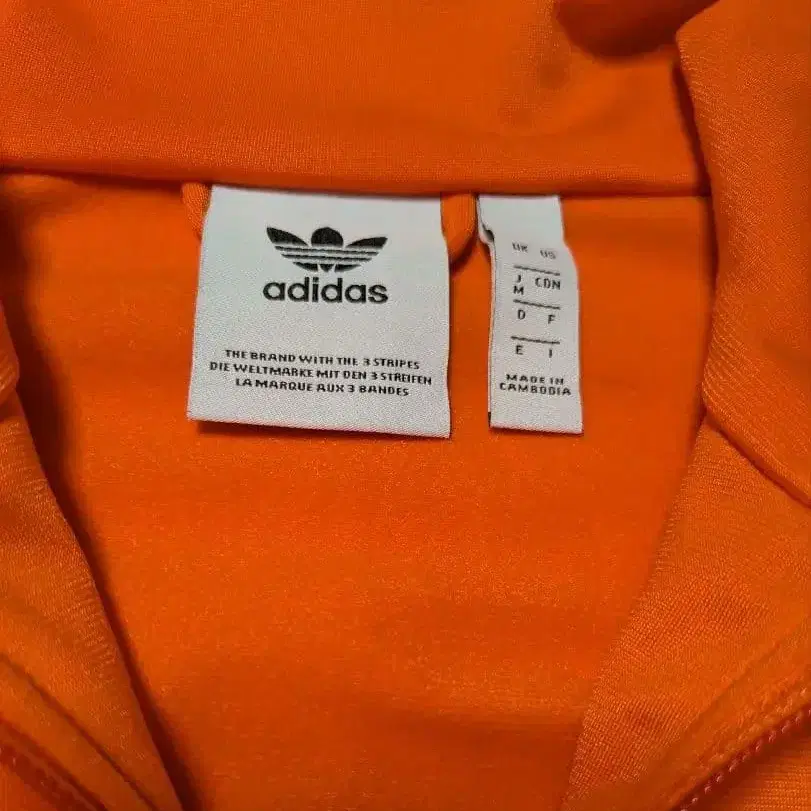 adidas
THE BRAND WITH THE 3 STRIPES
DIE WELTMARKE MIT DEN 3 STREIFEN
LA MARQUE AUX 3 BANDES
UK US
J CDN
M
D F
E I
MADE IN
CAMBODIA